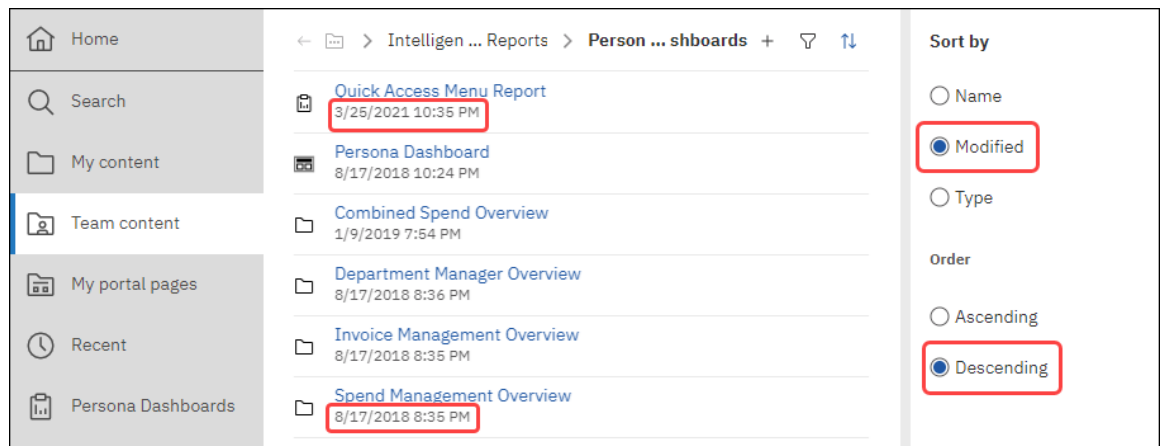 Home
Search
My content
Team content
My portal pages
Recent
Persona Dashboards
Intelligen ... Reports > Person ... shboards +
Quick Access Menu Report
3/25/2021 10:35 PM
Persona Dashboard
8/17/2018 10:24 PM
Combined Spend Overview
1/9/2019 7:54 PM
Department Manager Overview
8/17/2018 8:36 PM
Invoice Management Overview
8/17/2018 8:35 PM
Spend Management Overview
8/17/2018 8:35 PM
Sort by
Name
Modified
Type
Order
Ascending
Descending